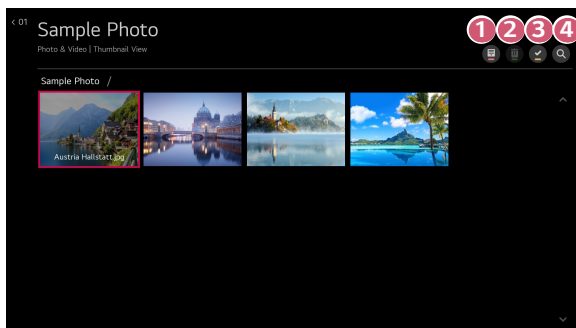 < 01
Sample Photo
1 2 3 4
Photo & Video | Thumbnail View
Sample Photo /
Austria Hallstatt.jpg